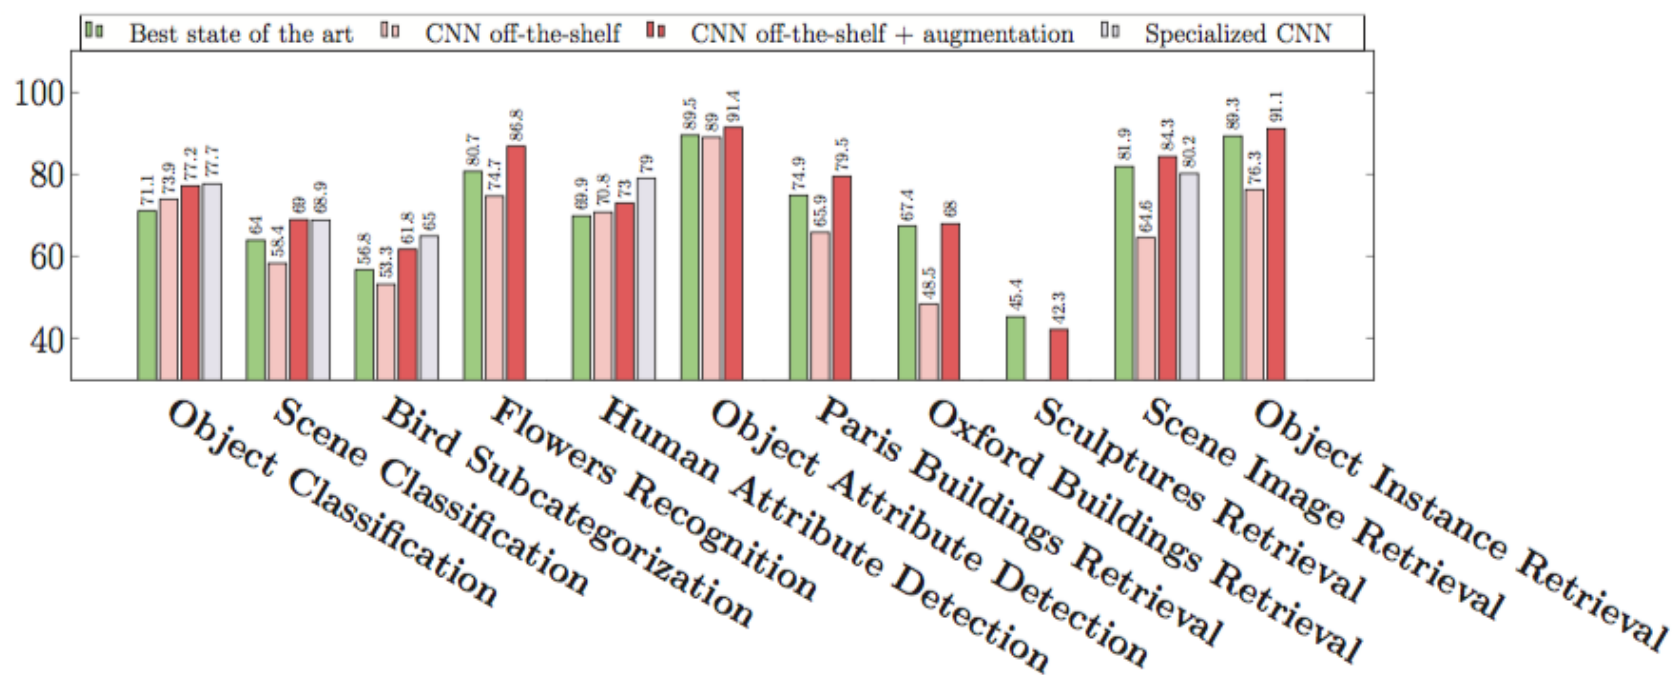 Best state of the art CNN off-the-shelf CNN off-the-shelf + augmentation Specialized CNN
100
80
60
40
71.1 73.9 77.2 77.7
64 58.4 69 68.9
56.8 53.3 61.8 65
80.7 74.7 86.8
69.9 70.8 73 79
89.5 89 91.4
74.9 65.9 79.5
67.4 48.5 68
45.4 42.3
81.9 64.6 84.3 80.2
89.3 76.3 91.1
Object Classification
Scene Classification
Bird Subcategorization
Flowers Recognition
Human Attribute Detection
Object Attribute Detection
Paris Buildings Retrieval
Oxford Buildings Retrieval
Sculptures Retrieval
Scene Image Retrieval
Object Instance Retrieval